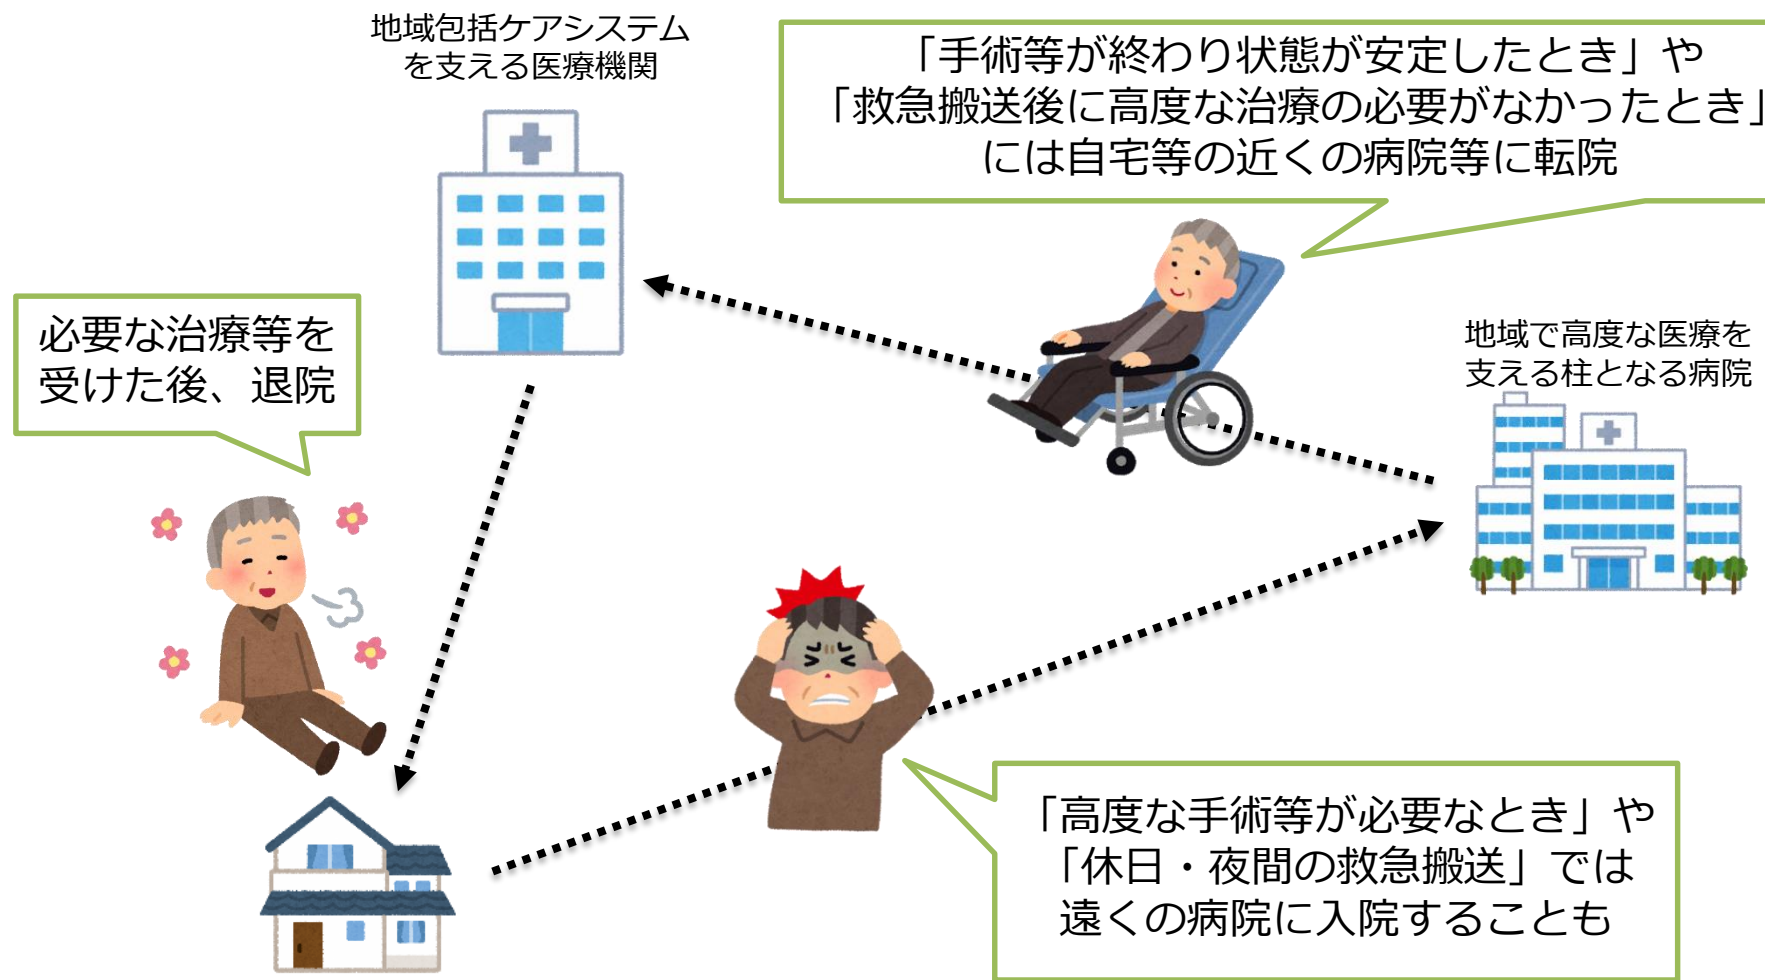 地域包括ケアシステム
を支える医療機関
「手術等が終わり状態が安定したとき」や
「救急搬送後に高度な治療の必要がなかったとき」
には自宅等の近くの病院等に転院
必要な治療等を
受けた後、退院
地域で高度な医療を
支える柱となる病院
「高度な手術等が必要なとき」や
「休日・夜間の救急搬送」では
遠くの病院に入院することも